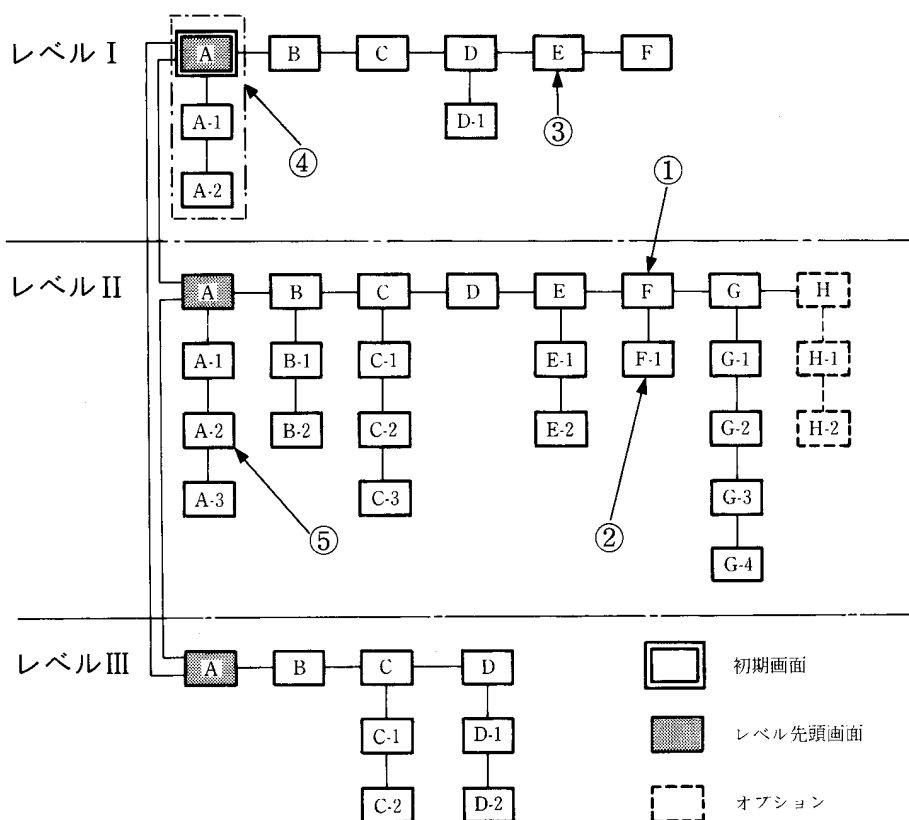 レベルⅠ
A B C D E F
A-1 D-1 ③
④
A-2 ①
レベルⅡ
A B C D E F G H
A-1 B-1 C-1 E-1 F-1 G-1 H-1
A-2 B-2 C-2 E-2 G-2 H-2
A-3 C-3 G-3
⑤ ②
G-4
レベルⅢ
A B C D 初期画面
C-1 D-1 レベル先頭画面
C-2 D-2 オプション